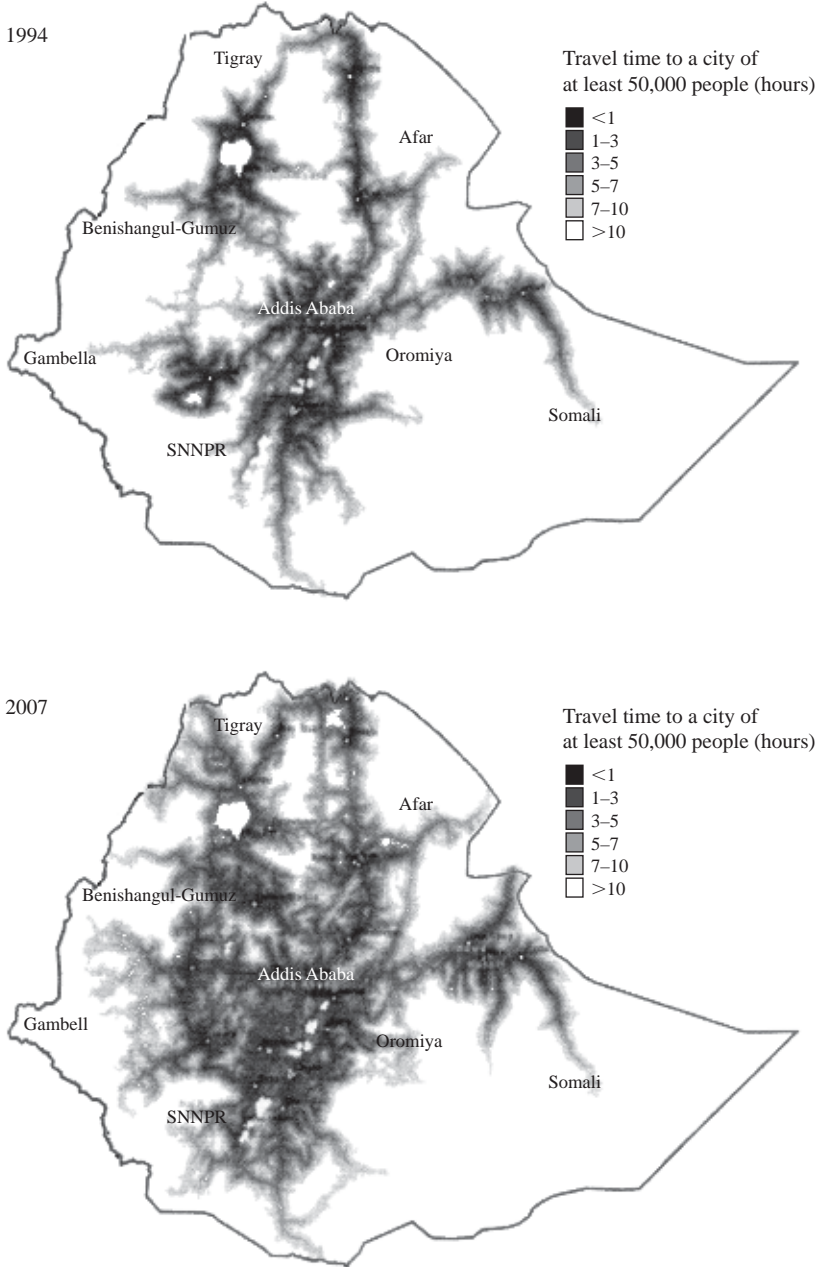 1994
Travel time to a city of
at least 50,000 people (hours)
<1
1–3
3–5
5–7
7–10
>10
Tigray
Afar
Benishangul-Gumuz
Addis Ababa
Gambella
Oromiya
Somali
SNNPR
2007
Travel time to a city of
at least 50,000 people (hours)
<1
1–3
3–5
5–7
7–10
>10
Tigray
Afar
Benishangul-Gumuz
Addis Ababa
Gambell
Oromiya
Somali
SNNPR